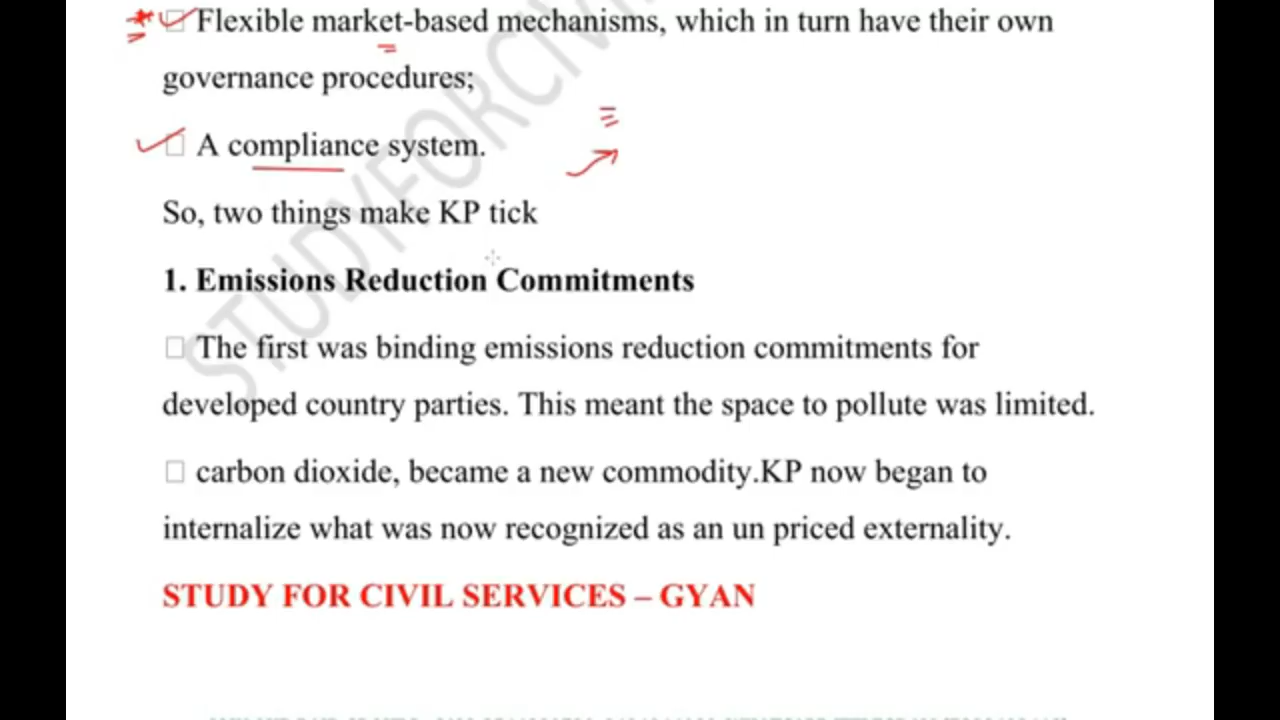 Flexible market-based mechanisms, which in turn have their own
governance procedures;
A compliance system.
So, two things make KP tick
1. Emissions Reduction Commitments
The first was binding emissions reduction commitments for
developed country parties. This meant the space to pollute was limited.
carbon dioxide, became a new commodity.KP now began to
internalize what was now recognized as an un priced externality.
STUDY FOR CIVIL SERVICES – GYAN
STUDYFORCIVI